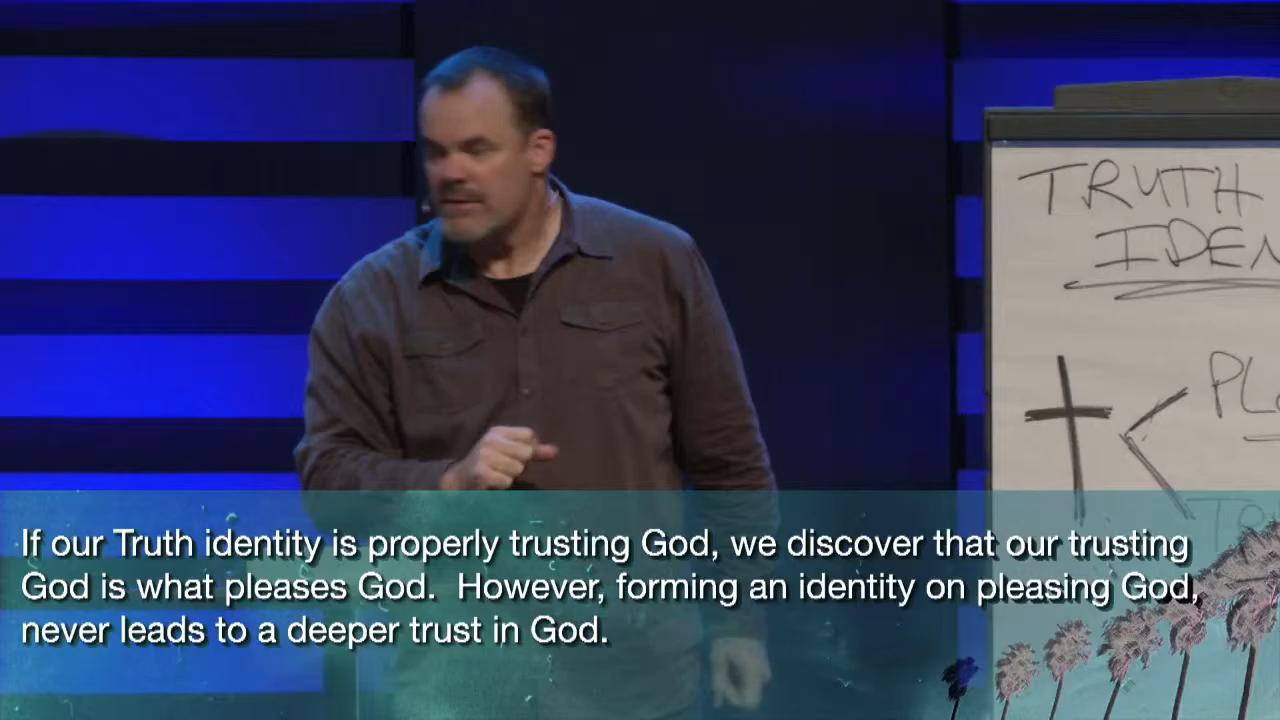 TRUTH
IDEN
PL
If our Truth identity is properly trusting God, we discover that our trusting
God is what pleases God.  However, forming an identity on pleasing God,
never leads to a deeper trust in God.